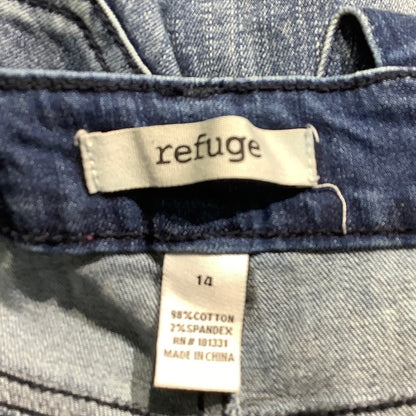 refuge
14
98%COTTON
2%SPANDEX
RN# 181331
MADE IN CHINA